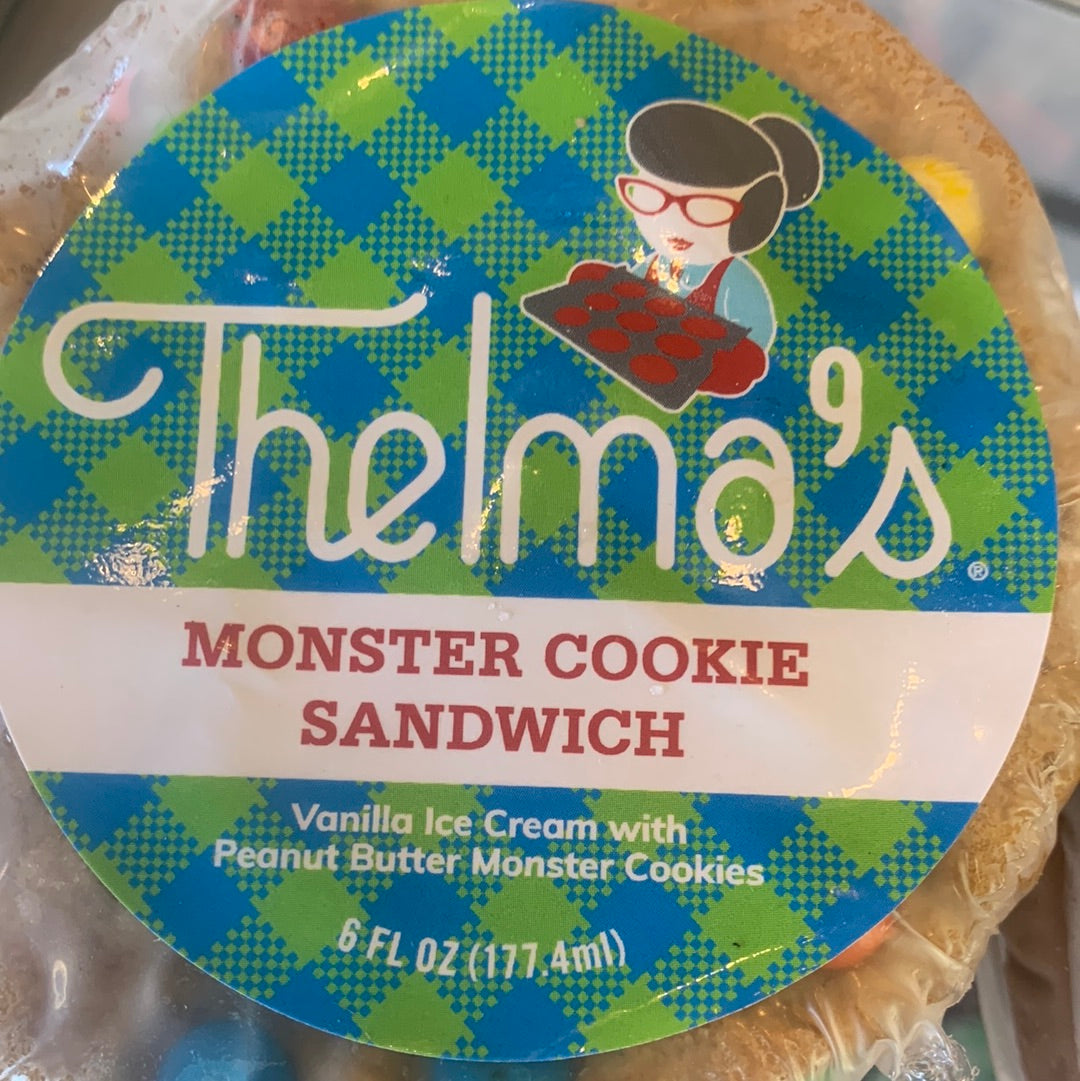 Thelma's®
MONSTER COOKIE
SANDWICH
Vanilla Ice Cream with
Peanut Butter Monster Cookies
6 FL OZ (177.4ml)